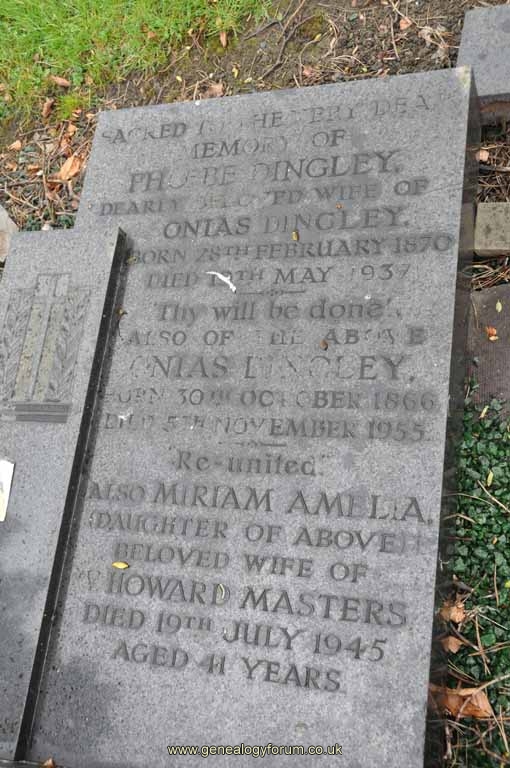 SACRED TO THE VERY DEAR
MEMORY OF
PHOEBE DINGLEY,
DEARLY BELOVED WIFE OF
ONIAS DINGLEY.
BORN 28TH FEBRUARY 1870
DIED MAY 1937
"Thy will be done".
ALSO OF THE ABOVE
ONIAS DINGLEY,
BORN 30TH OCTOBER 1866
DIED 5TH NOVEMBER 1955.
"Re-united."
ALSO MIRIAM AMELIA,
(DAUGHTER OF ABOVE)
BELOVED WIFE OF
HOWARD MASTERS
DIED 19TH JULY 1945
AGED 41 YEARS.
www.genealogyforum.co.uk